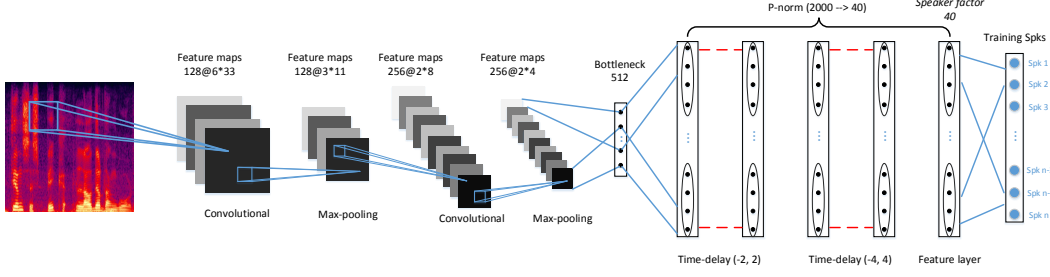 P-norm (2000 --> 40)
Speaker factor
40
Training Spks
Feature maps
128@6*33
Feature maps
128@3*11
Feature maps
256@2*8
Feature maps
256@2*4
Bottleneck
512
Spk 1
Spk 2
Spk 3
Spk n-
Spk n-
Spk n
Convolutional
Max-pooling
Convolutional
Max-pooling
Time-delay (-2, 2)
Time-delay (-4, 4)
Feature layer